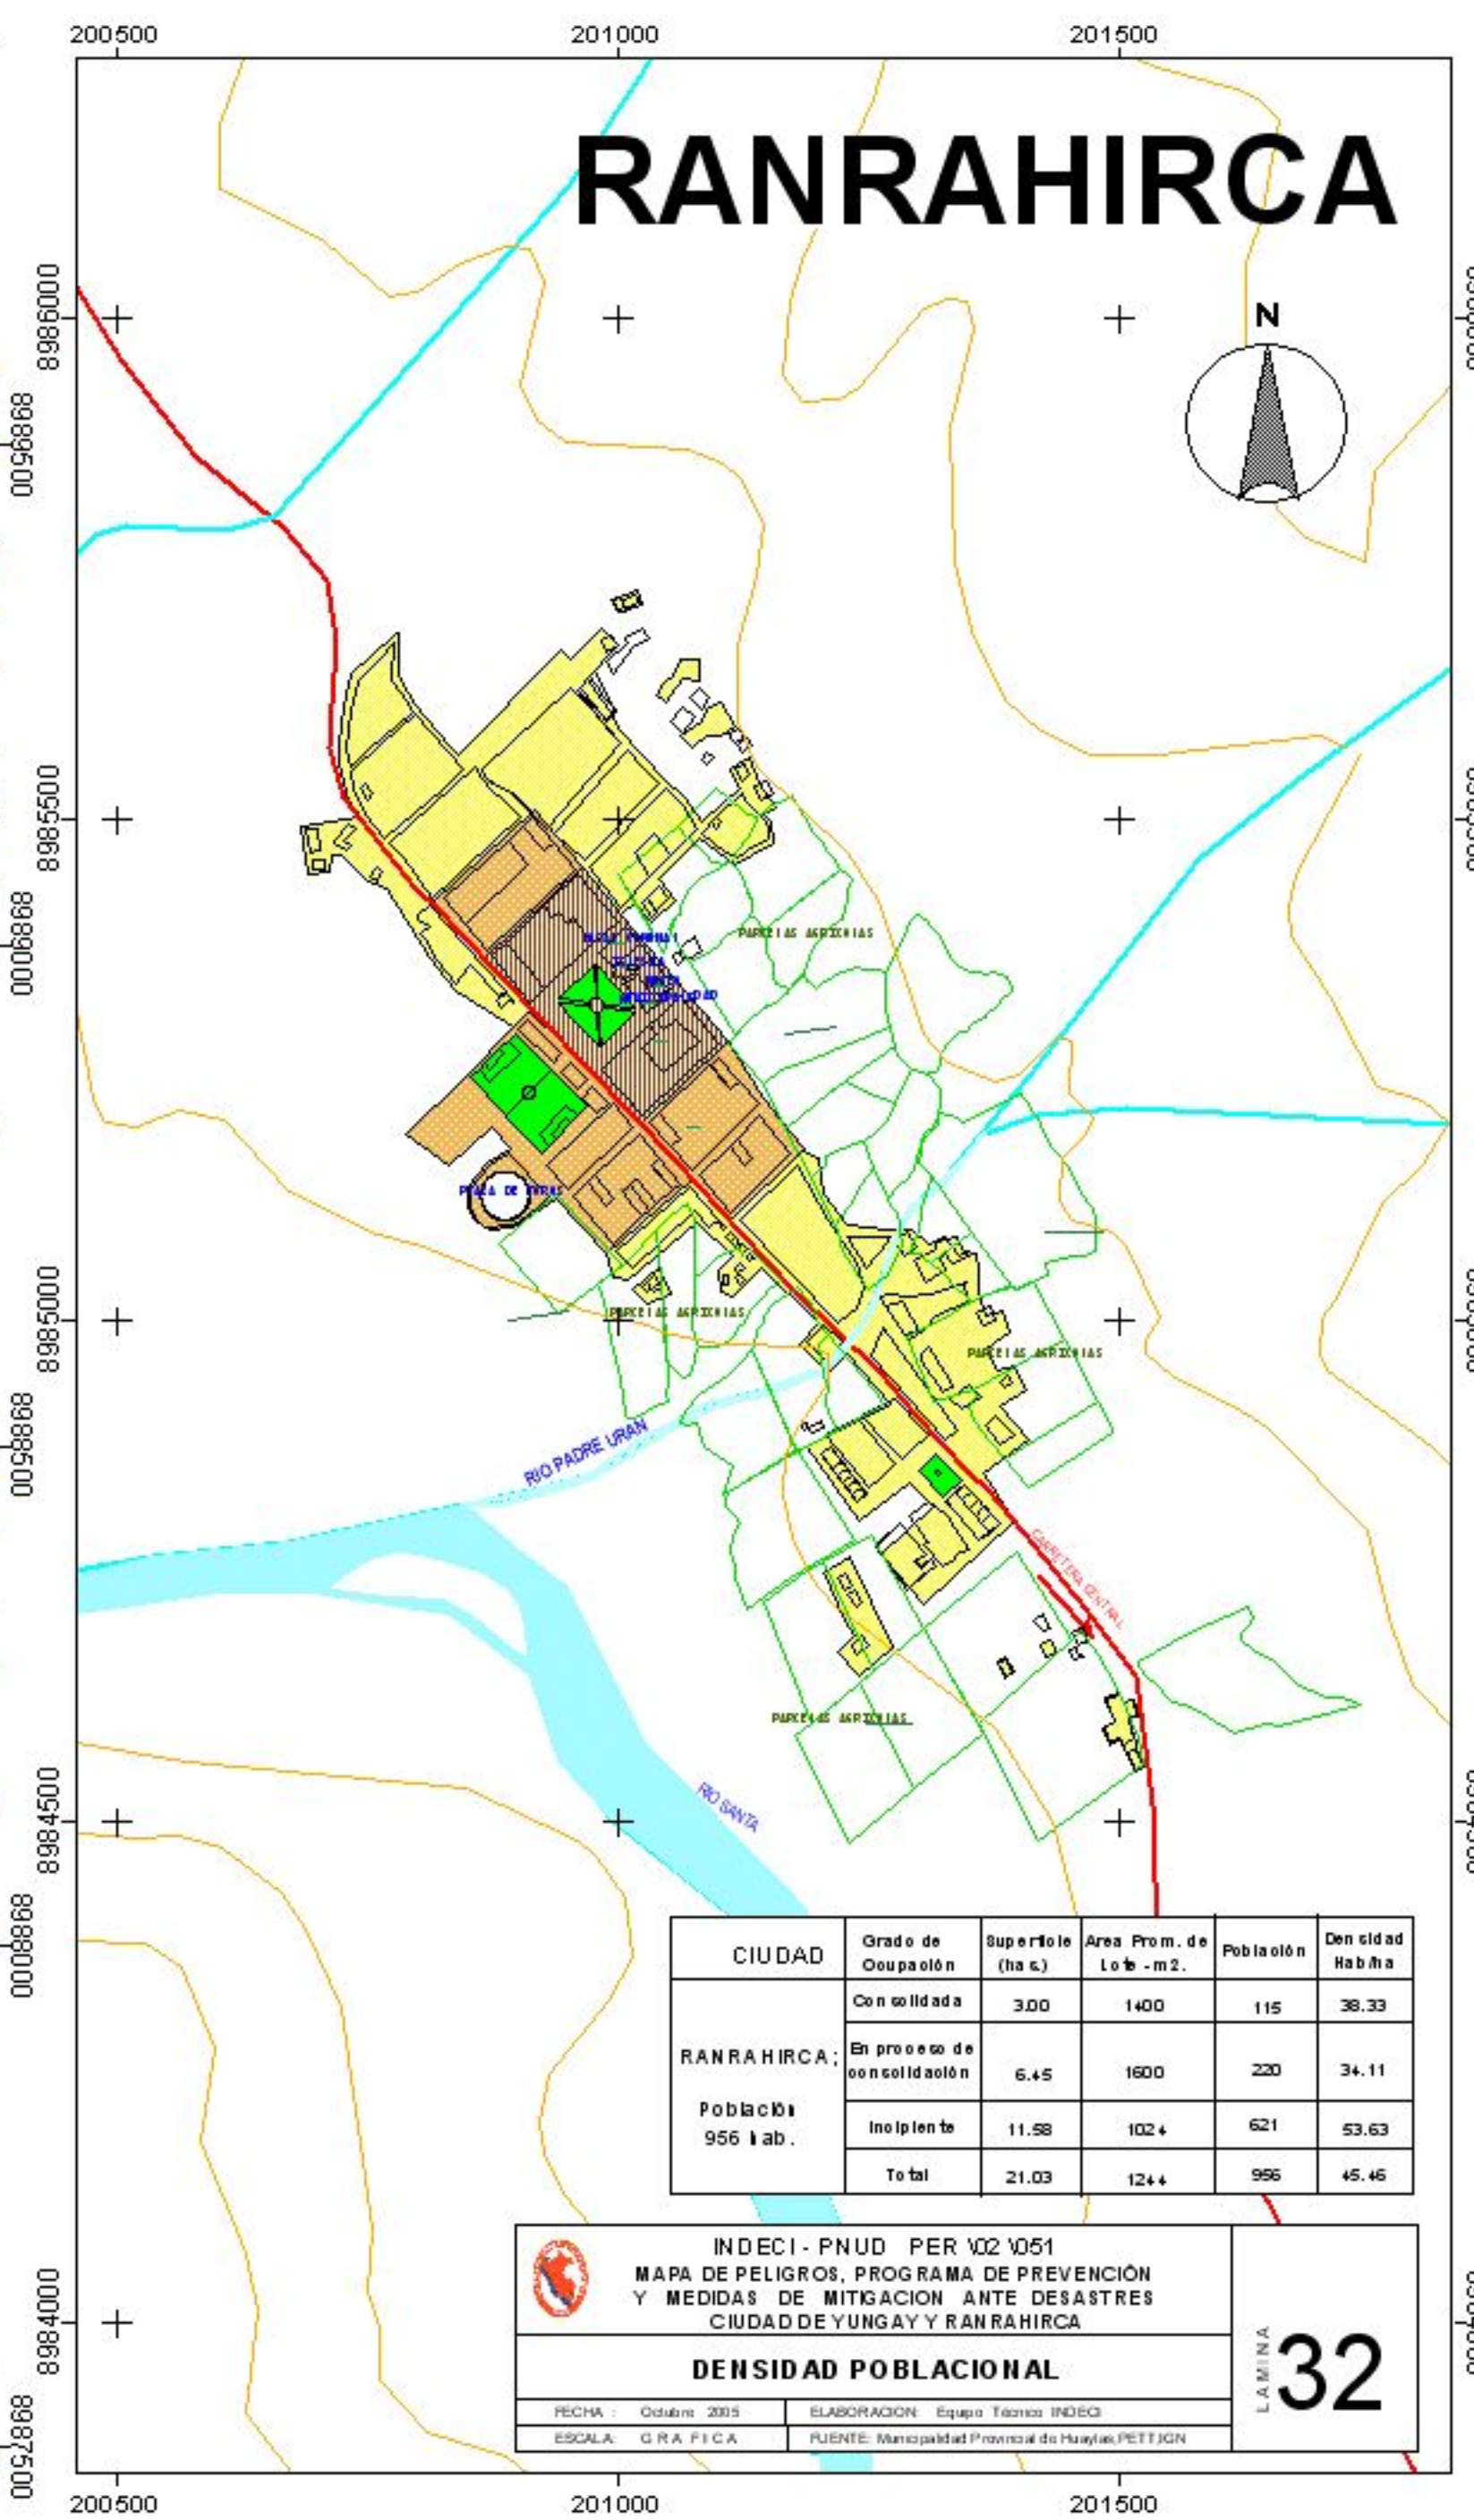 200500 201000 201500
RANRAHIRCA
N
8986000
8985500
8985500
8986900
8985000
8985800
8984500
8983000
8984000
8987500
PARCELAS AGRICOLAS
PLAZA DE TOROS
PARCELAS AGRICOLAS
PARCELAS AGRICOLAS
RIO PADRE URAN
CARRETERA CENTRAL
PARCELAS AGRICOLAS
RIO SANTA
CIUDAD Grado de Ocupación Superficie (has.) Area Prom. de Lote - m2. Población Densidad Hab/ha
Consolidada 3.00 1400 115 38.33
RANRAHIRCA; En proceso de consolidación 6.45 1600 220 34.11
Población 956 hab.
Incipiente 11.58 1024 621 53.63
Total 21.03 1244 956 45.46
INDECI - PNUD PER \02 \051
MAPA DE PELIGROS, PROGRAMA DE PREVENCIÓN
Y MEDIDAS DE MITIGACION ANTE DESASTRES
CIUDAD DE YUNGAY Y RANRAHIRCA
DENSIDAD POBLACIONAL
LAMINA 32
FECHA : Octubre 2005 ELABORACION: Equipo Técnico INDECI
ESCALA: GRAFICA FUENTE: Municipalidad Provincial de Huaylas,PETT,IGN
200500 201000 201500